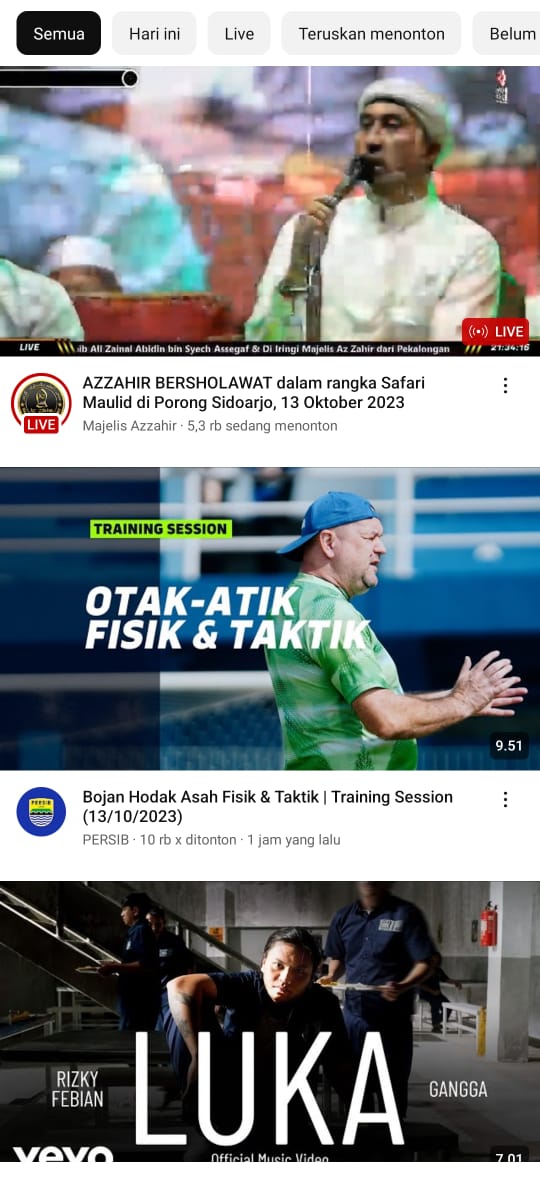 Semua
Hari ini
Live
Teruskan menonton
Belum
LIVE
ib Ali Zainal Abidin bin Syech Assegaf & Di Iringi Majelis Az Zahir dari Pekalongan
21:34:16
LIVE
LIVE
AZZAHIR BERSHOLAWAT dalam rangka Safari
Maulid di Porong Sidoarjo, 13 Oktober 2023
Majelis Azzahir · 5,3 rb sedang menonton
TRAINING SESSION
OTAK-ATIK
FISIK & TAKTIK
9.51
PERSIB
Bojan Hodak Asah Fisik & Taktik | Training Session
(13/10/2023)
PERSIB · 10 rb x ditonton · 1 jam yang lalu
LUKA
RIZKY
FEBIAN
GANGGA
vevo
Official Music Video
7.01